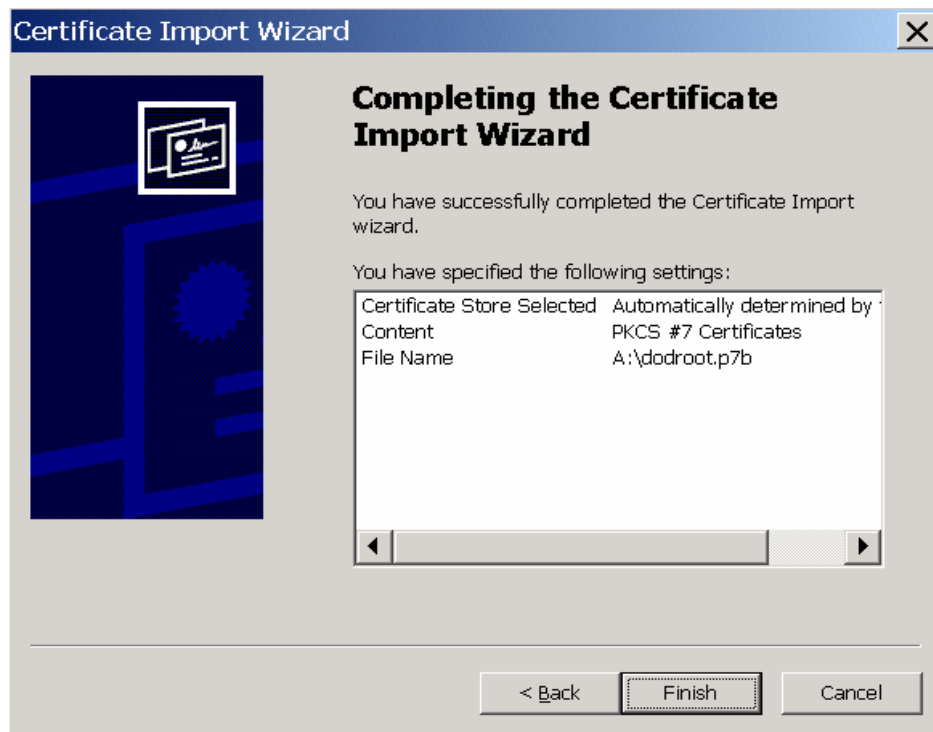 Certificate Import Wizard
Completing the Certificate
Import Wizard
You have successfully completed the Certificate Import
wizard.
You have specified the following settings:
Certificate Store Selected Automatically determined by
Content PKCS #7 Certificates
File Name A:\dodroot.p7b
< Back Finish Cancel